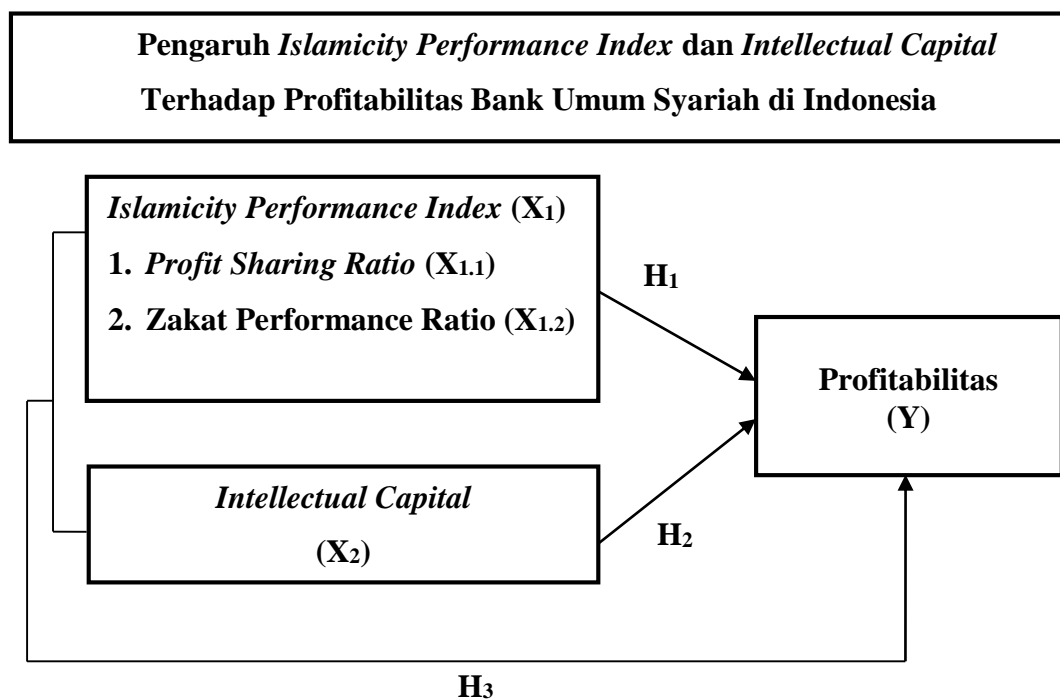 Pengaruh Islamicity Performance Index dan Intellectual Capital
Terhadap Profitabilitas Bank Umum Syariah di Indonesia
Islamicity Performance Index (X₁)
1. Profit Sharing Ratio (X₁.₁)
2. Zakat Performance Ratio (X₁.₂)
H₁
Profitabilitas
(Y)
Intellectual Capital
(X₂)
H₂
H₃